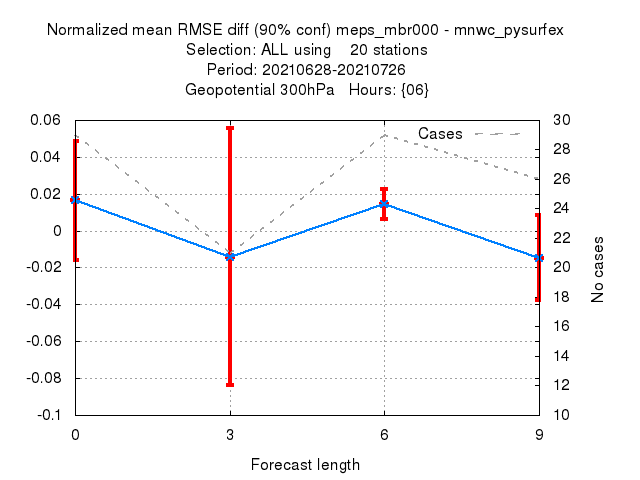 Normalized mean RMSE diff (90% conf) meps_mbr000 - mnwc_pysurfex
Selection: ALL using    20 stations
Period: 20210628-20210726
Geopotential 300hPa   Hours: {06}
Cases
0.06
0.04
0.02
0
-0.02
-0.04
-0.06
-0.08
-0.1
30
28
26
24
22
20
18
16
14
12
10
No cases
0 3 6 9
Forecast length